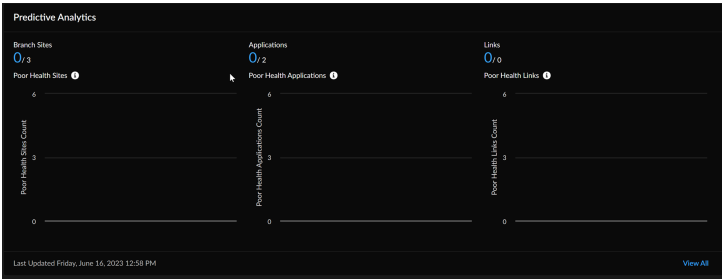 Predictive Analytics
Branch Sites
0/ 3
Poor Health Sites
6
3
0
Poor Health Sites Count
Applications
0/ 2
Poor Health Applications
6
3
0
Poor Health Applications Count
Links
0/ 0
Poor Health Links
6
3
0
Poor Health Links Count
Last Updated Friday, June 16, 2023 12:58 PM
View All